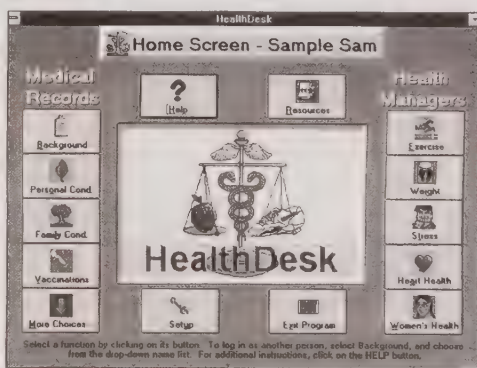 HealthDesk
Home Screen - Sample Sam
Medical
Records
Health
Managers
Help
Resources
Background
Personal Cond.
Family Cond.
Vaccinations
More Choices
Exercise
Weight
Stress
Heart Health
Women's Health
HealthDesk
Setup
Exit Program
Select a function by clicking on its button. To log in as another person, select Background, and choose
from the drop-down name list. For additional instructions, click on the HELP button.